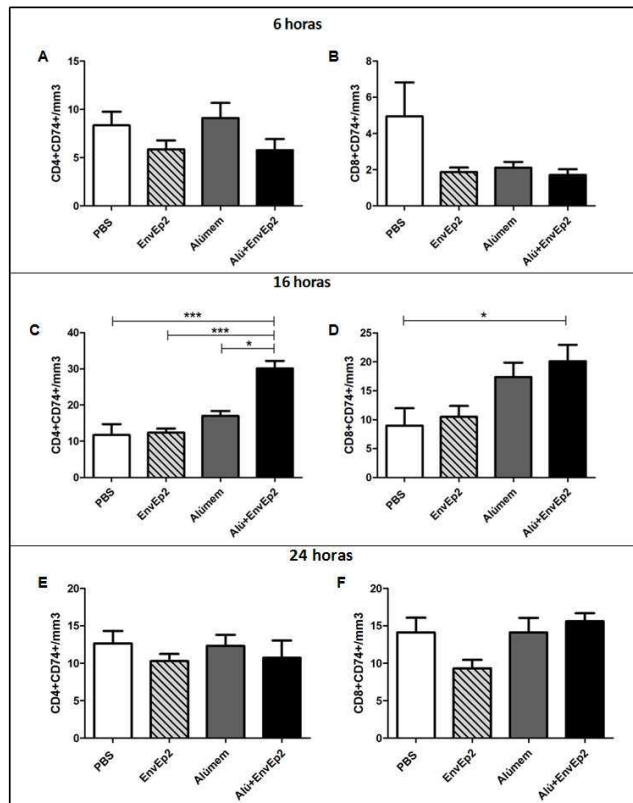 6 horas
A
B
CD4+CD74+/mm3
15
10
5
0
PBS
EnvEp2
Alúmem
Alú+EnvEp2
CD8+CD74+/mm3
8
6
4
2
0
PBS
EnvEp2
Alúmem
Alú+EnvEp2
16 horas
C
D
***
***
*
CD4+CD74+/mm3
40
30
20
10
0
PBS
EnvEp2
Alúmem
Alú+EnvEp2
*
CD8+CD74+/mm3
25
20
15
10
5
0
PBS
EnvEp2
Alúmem
Alú+EnvEp2
24 horas
E
F
CD4+CD74+/mm3
20
15
10
5
0
PBS
EnvEp2
Alúmem
Alú+EnvEp2
CD8+CD74+/mm3
20
15
10
5
0
PBS
EnvEp2
Alúmem
Alú+EnvEp2